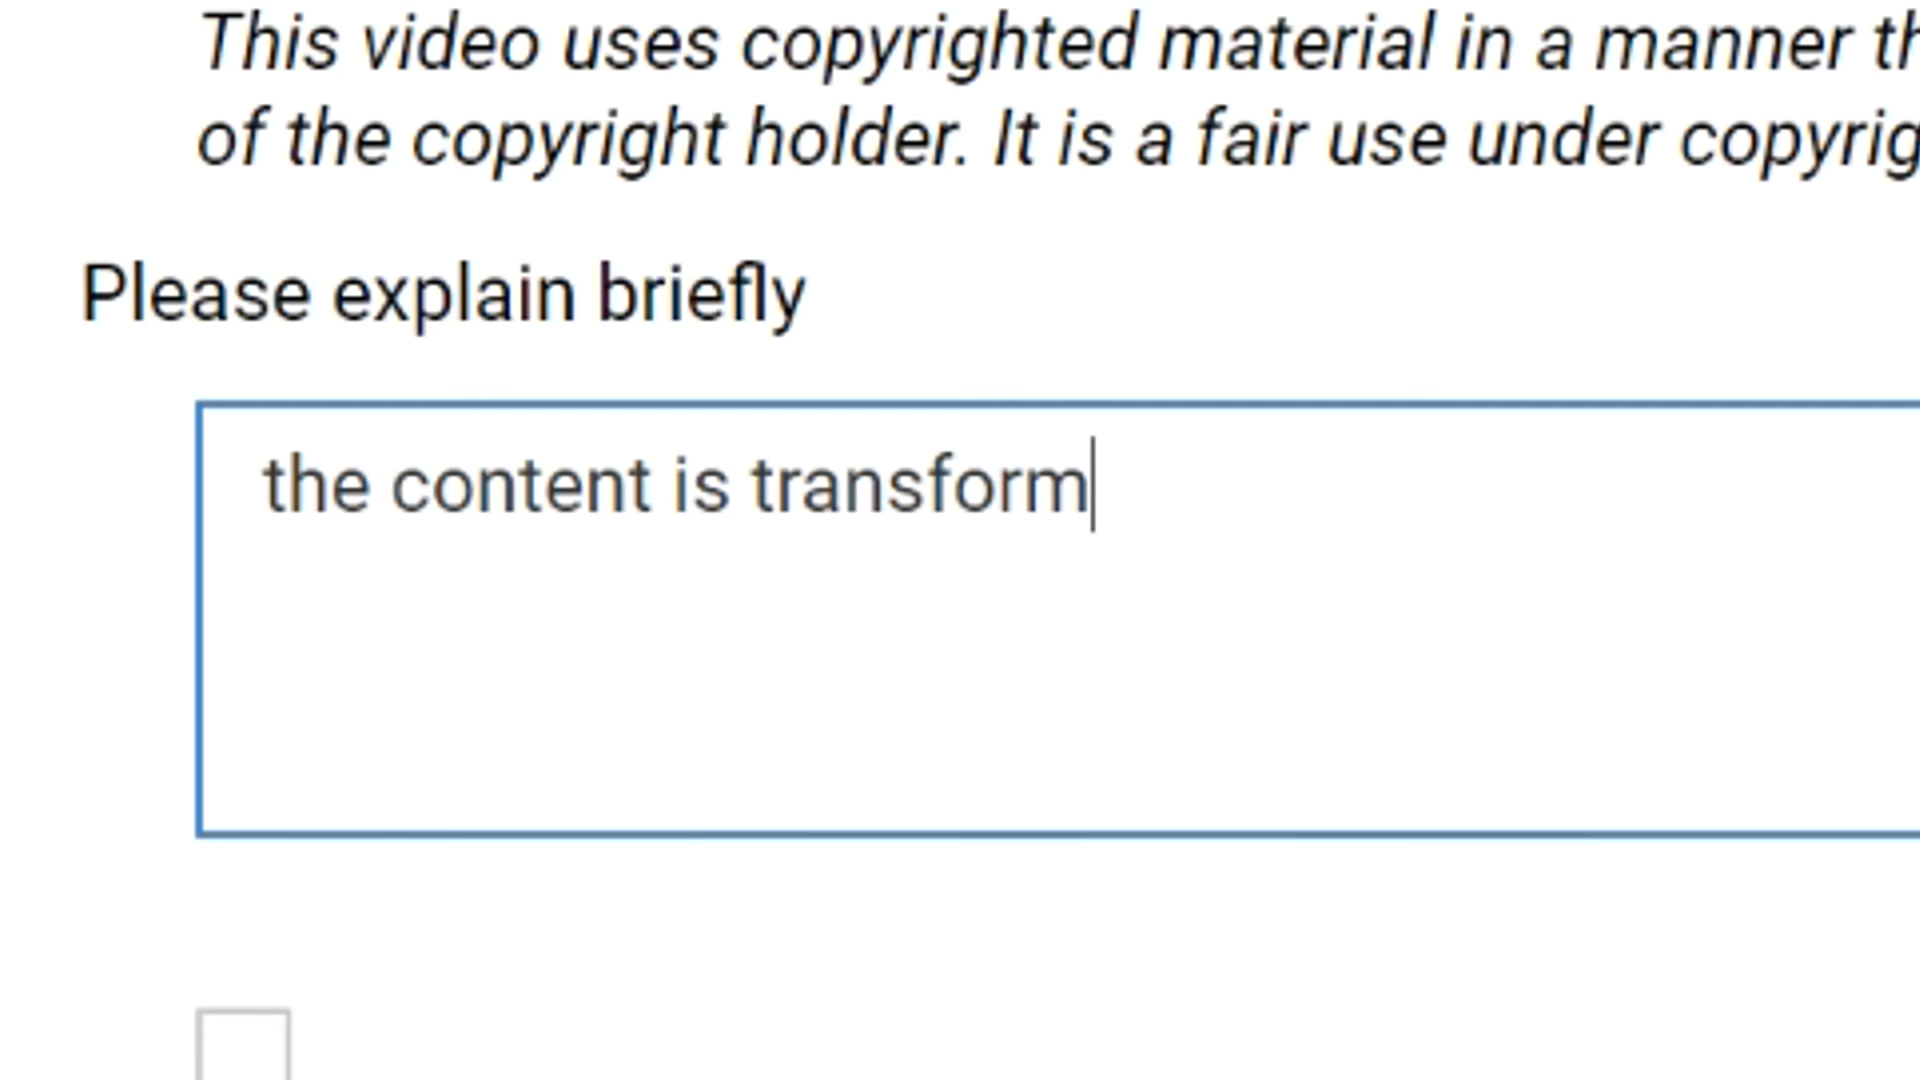 This video uses copyrighted material in a manner th
of the copyright holder. It is a fair use under copyrig
Please explain briefly
the content is transform